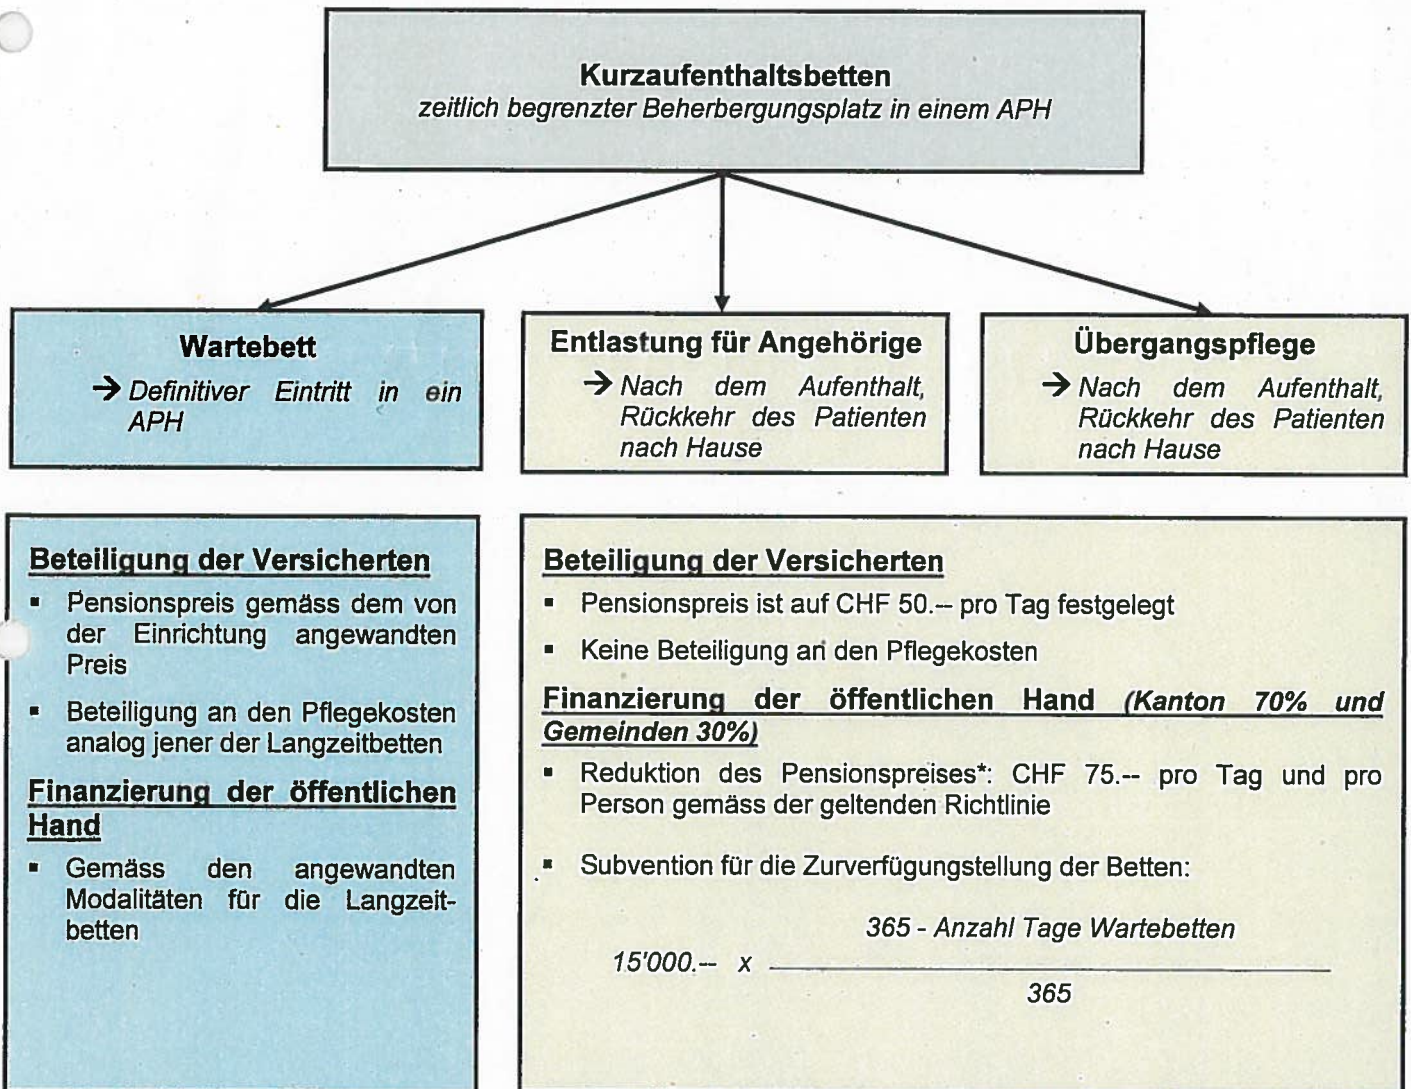 Kurzaufenthaltsbetten
zeitlich begrenzter Beherbergungsplatz in einem APH
Wartebett
→ Definitiver Eintritt in ein
APH
Entlastung für Angehörige
→ Nach dem Aufenthalt,
Rückkehr des Patienten
nach Hause
Übergangspflege
→ Nach dem Aufenthalt,
Rückkehr des Patienten
nach Hause
Beteiligung der Versicherten
▪ Pensionspreis gemäss dem von
der Einrichtung angewandten
Preis
▪ Beteiligung an den Pflegekosten
analog jener der Langzeitbetten
Finanzierung der öffentlichen
Hand
▪ Gemäss den angewandten
Modalitäten für die Langzeit-
betten
Beteiligung der Versicherten
▪ Pensionspreis ist auf CHF 50.-- pro Tag festgelegt
▪ Keine Beteiligung an den Pflegekosten
Finanzierung der öffentlichen Hand (Kanton 70% und
Gemeinden 30%)
▪ Reduktion des Pensionspreises*: CHF 75.-- pro Tag und pro
Person gemäss der geltenden Richtlinie
▪ Subvention für die Zurverfügungstellung der Betten:
365 - Anzahl Tage Wartebetten
15'000.-- x
365